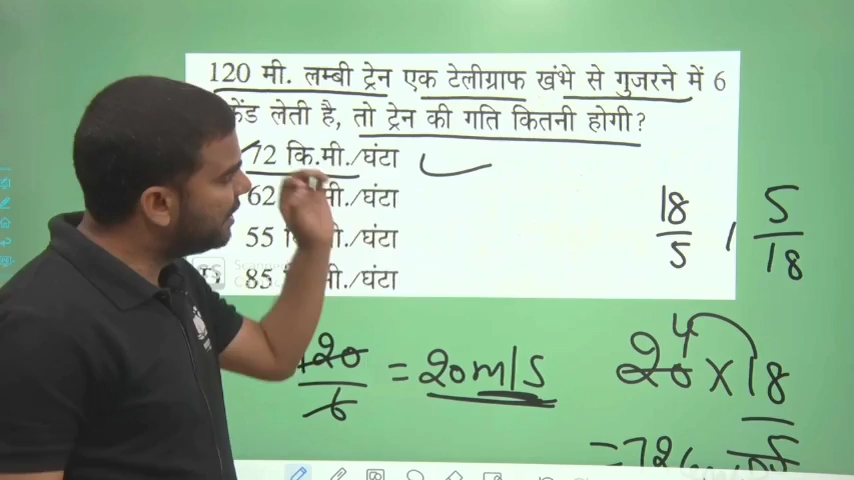 120 मी. लम्बी ट्रेन एक टेलीग्राफ खंभे से गुजरने में 6
लेती है, तो ट्रेन की गति कितनी होगी?
72 कि.मी./घंटा
62 मी./घंटा
55 मी./घंटा
85 मी./घंटा
18/5 , 5/18
120/6 = 20m/s
20 4 × 18/5
=72